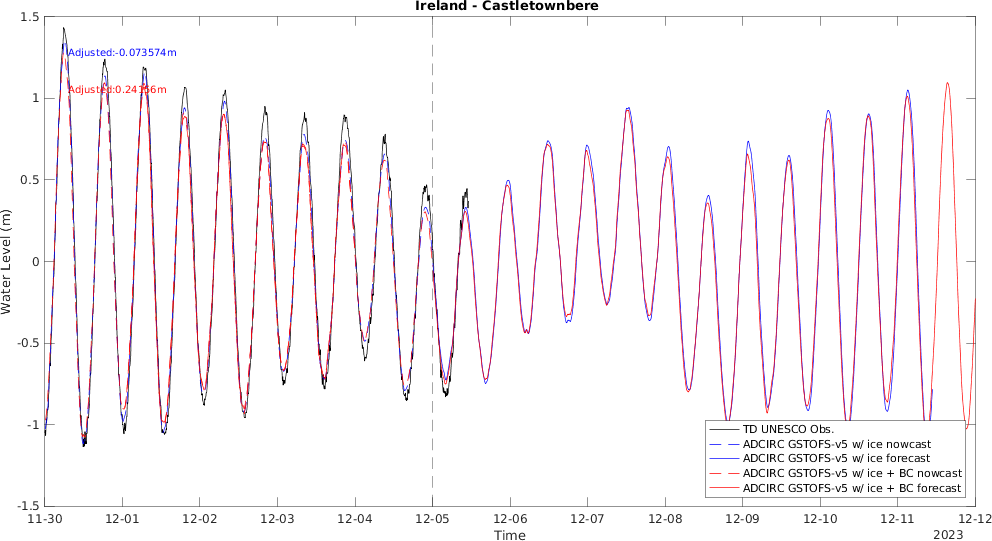 Ireland - Castletownbere
Adjusted:-0.073574m
Adjusted:0.24166m
Water Level (m)
1.5
1
0.5
0
-0.5
-1
-1.5
TD UNESCO Obs.
ADCIRC GSTOFS-v5 w/ ice nowcast
ADCIRC GSTOFS-v5 w/ ice forecast
ADCIRC GSTOFS-v5 w/ ice + BC nowcast
ADCIRC GSTOFS-v5 w/ ice + BC forecast
11-30 12-01 12-02 12-03 12-04 12-05 12-06 12-07 12-08 12-09 12-10 12-11 12-12
Time
2023